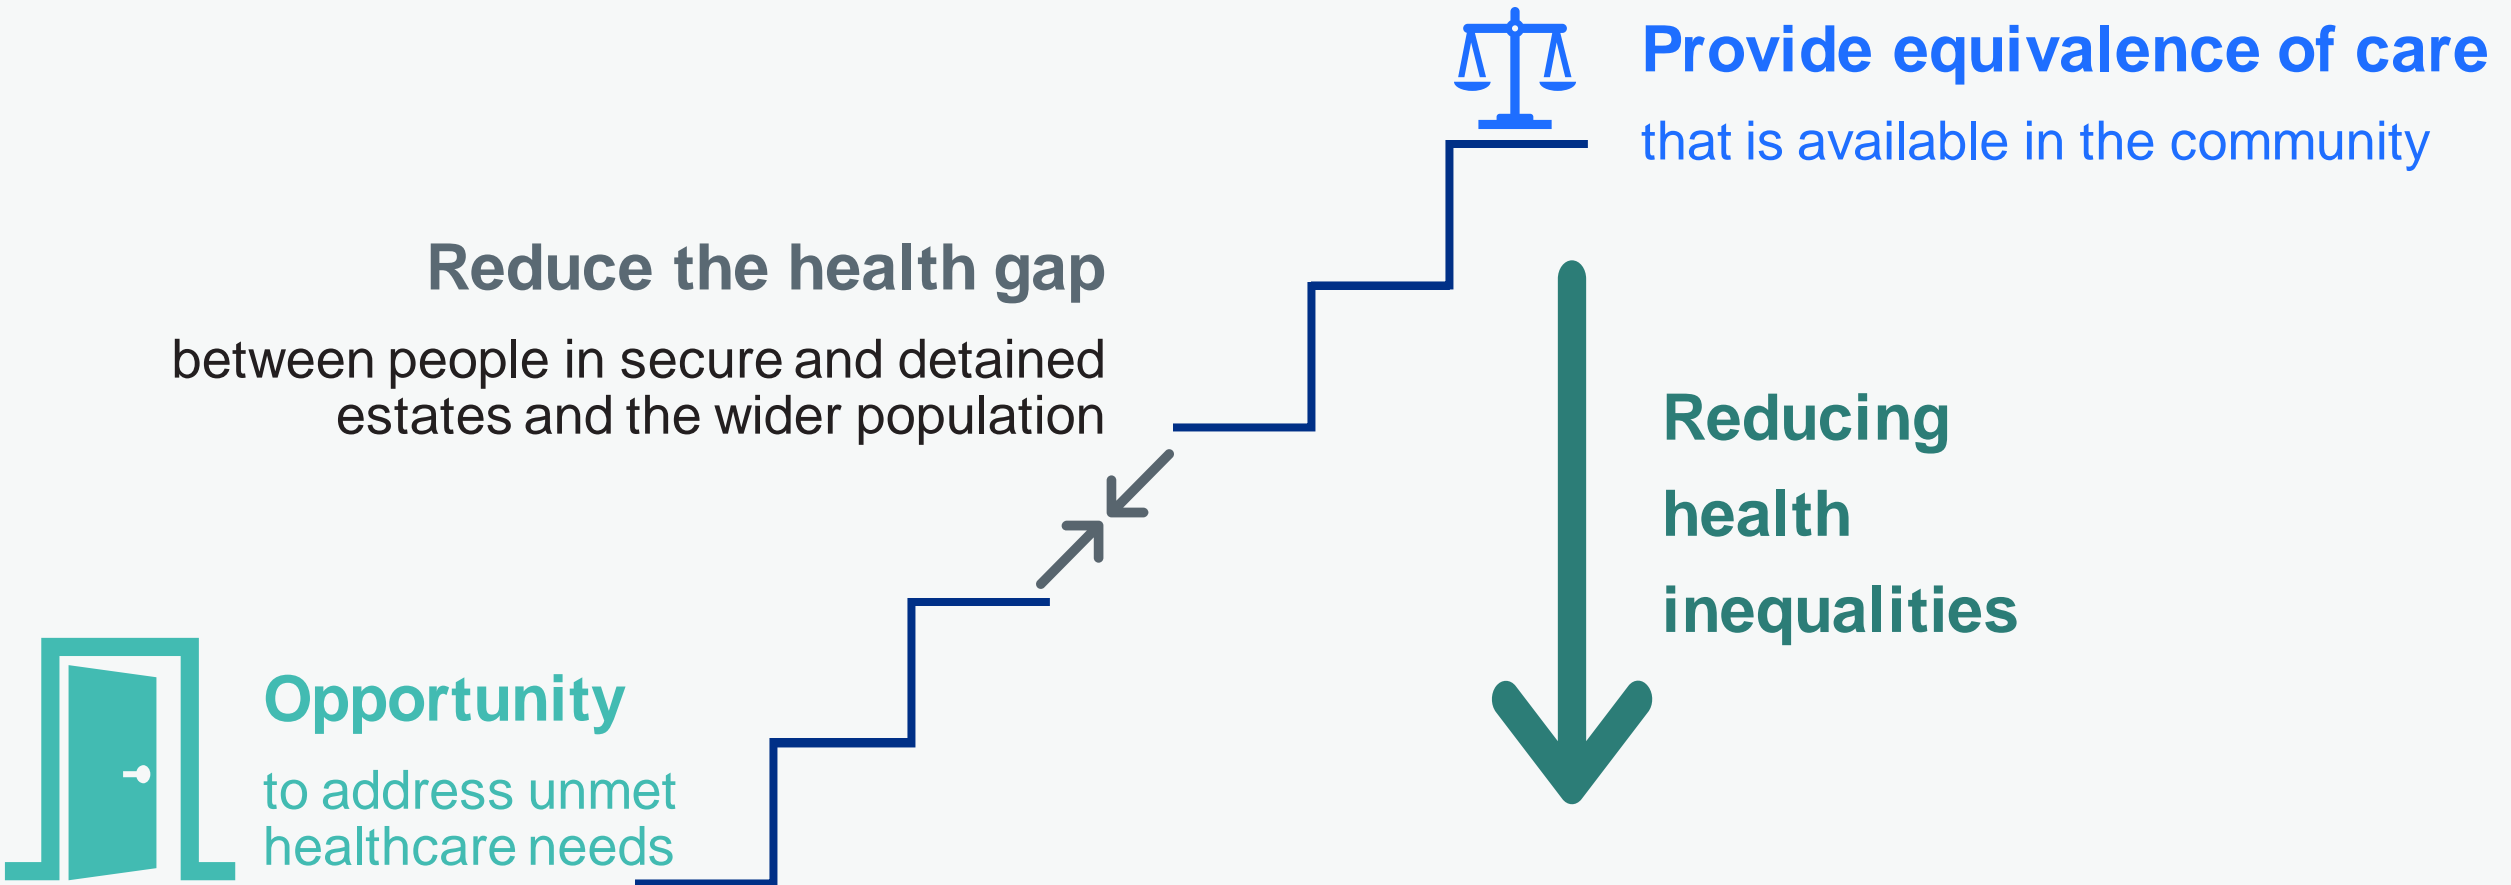 Provide equivalence of care
that is available in the community
Reduce the health gap
between people in secure and detained
estates and the wider population
Reducing
health
inequalities
Opportunity
to address unmet
healthcare needs